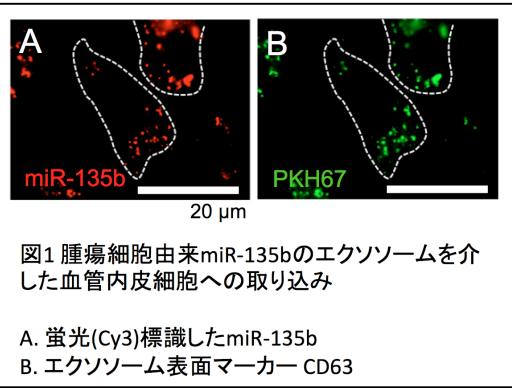 A
B
miR-135b
PKH67
20 μm
図1 腫瘍細胞由来miR-135bのエクソソームを介
した血管内皮細胞への取り込み
A. 蛍光(Cy3)標識したmiR-135b
B. エクソソーム表面マーカー CD63